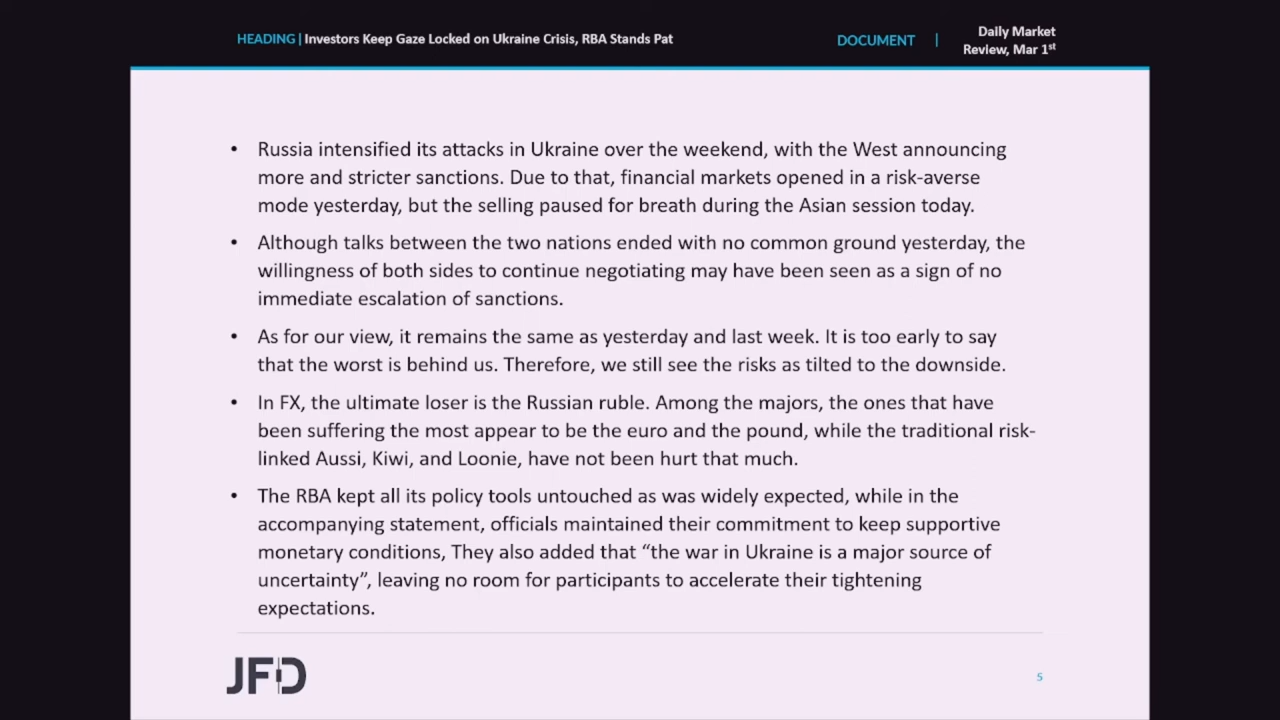 HEADING | Investors Keep Gaze Locked on Ukraine Crisis, RBA Stands Pat
DOCUMENT |
Daily Market
Review, Mar 1st
• Russia intensified its attacks in Ukraine over the weekend, with the West announcing
more and stricter sanctions. Due to that, financial markets opened in a risk-averse
mode yesterday, but the selling paused for breath during the Asian session today.
• Although talks between the two nations ended with no common ground yesterday, the
willingness of both sides to continue negotiating may have been seen as a sign of no
immediate escalation of sanctions.
• As for our view, it remains the same as yesterday and last week. It is too early to say
that the worst is behind us. Therefore, we still see the risks as tilted to the downside.
• In FX, the ultimate loser is the Russian ruble. Among the majors, the ones that have
been suffering the most appear to be the euro and the pound, while the traditional risk-
linked Aussi, Kiwi, and Loonie, have not been hurt that much.
• The RBA kept all its policy tools untouched as was widely expected, while in the
accompanying statement, officials maintained their commitment to keep supportive
monetary conditions, They also added that “the war in Ukraine is a major source of
uncertainty”, leaving no room for participants to accelerate their tightening
expectations.
JFD
5